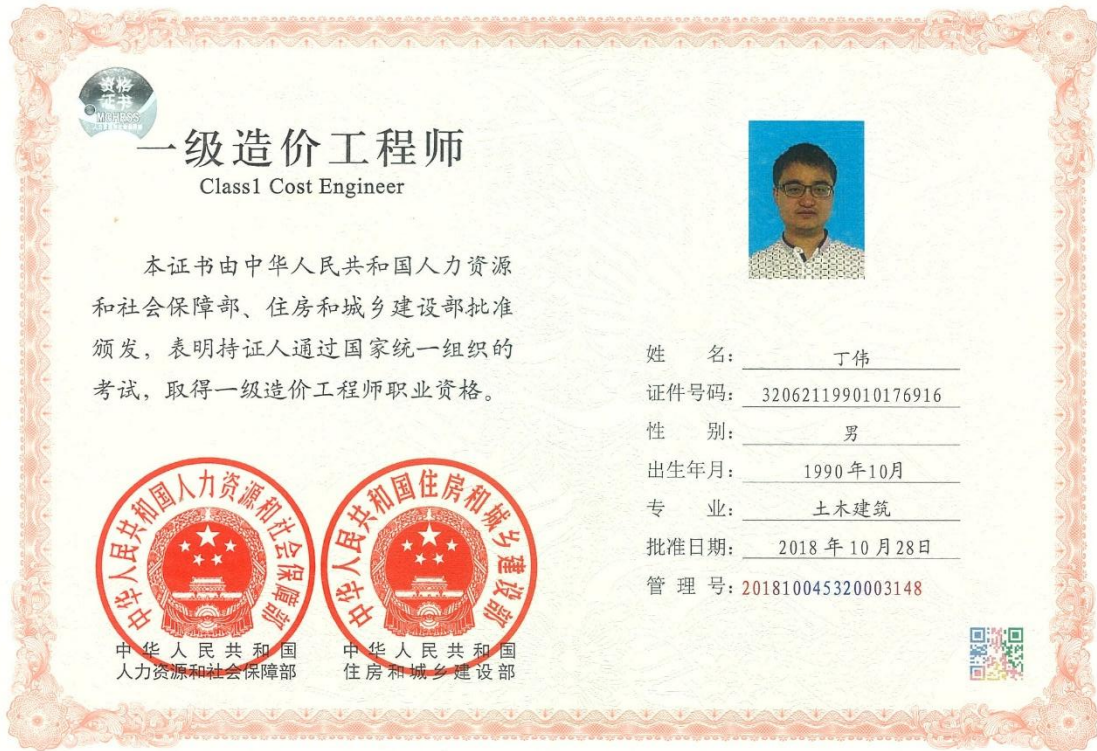 资格
证书
MOHRSS
一级造价工程师
Class1 Cost Engineer
本证书由中华人民共和国人力资源
和社会保障部、住房和城乡建设部批准
颁发，表明持证人通过国家统一组织的
考试，取得一级造价工程师职业资格。
中华人民共和国人力资源和社会保障部
中华人民共和国住房和城乡建设部
中华人民共和国
人力资源和社会保障部
中华人民共和国
住房和城乡建设部
姓 名： 丁伟
证件号码： 320621199010176916
性 别： 男
出生年月： 1990年10月
专 业： 土木建筑
批准日期： 2018年10月28日
管 理 号：201810045320003148